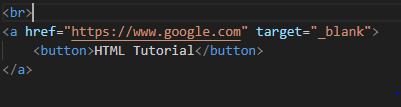 <br>
<a href="https://www.google.com" target="_blank">
    <button>HTML Tutorial</button>
</a>